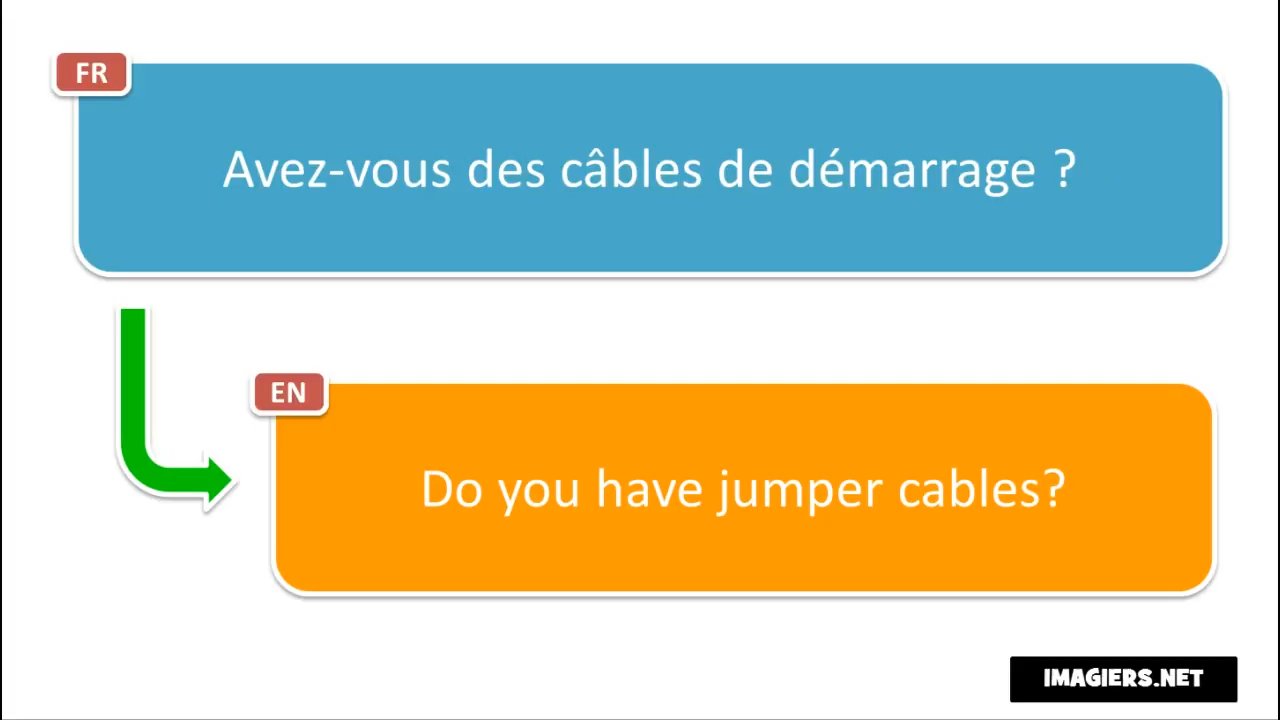 FR
Avez-vous des câbles de démarrage ?
EN
Do you have jumper cables?
IMAGIERS.NET